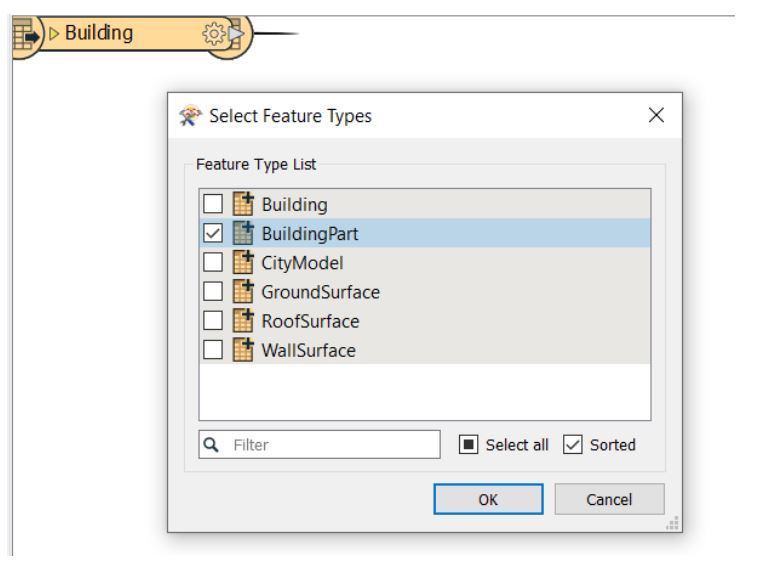 Building
Select Feature Types
Feature Type List
Building
BuildingPart
CityModel
GroundSurface
RoofSurface
WallSurface
Filter
Select all
Sorted
OK
Cancel